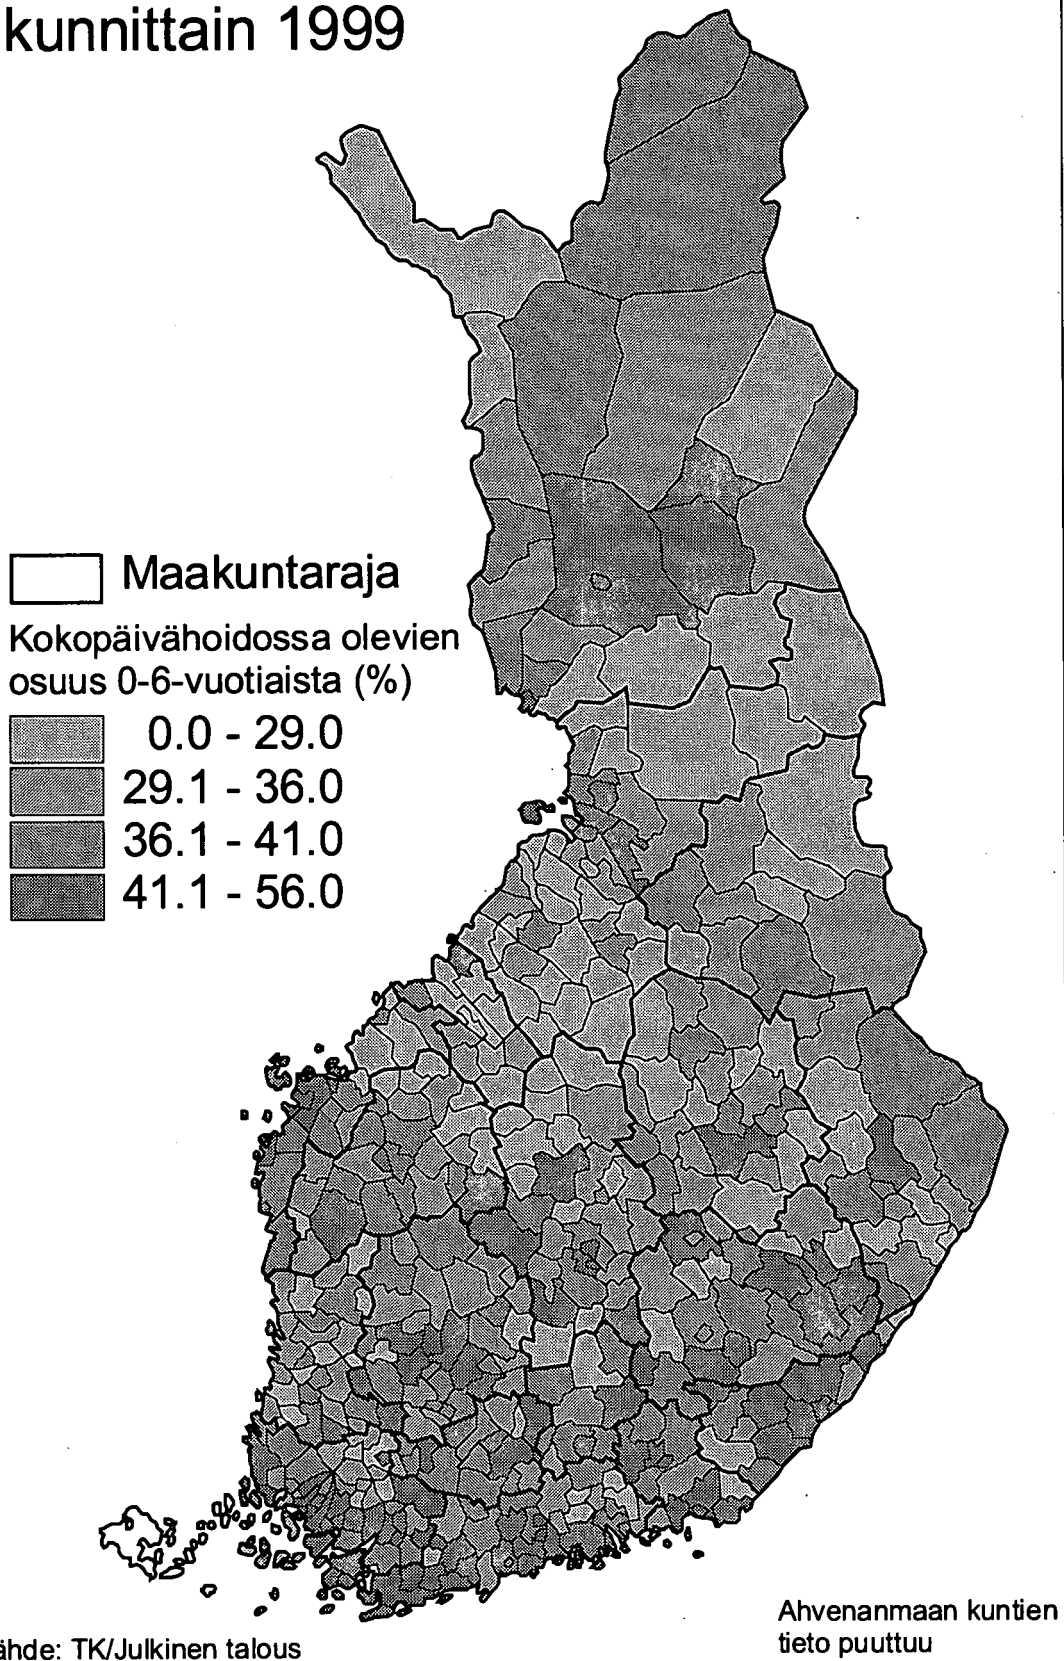 kunnittain 1999
Maakuntaraja
Kokopäivähoidossa olevien
osuus 0-6-vuotiaista (%)
0.0 - 29.0
29.1 - 36.0
36.1 - 41.0
41.1 - 56.0
Ahvenanmaan kuntien
tieto puuttuu
ähde: TK/Julkinen talous